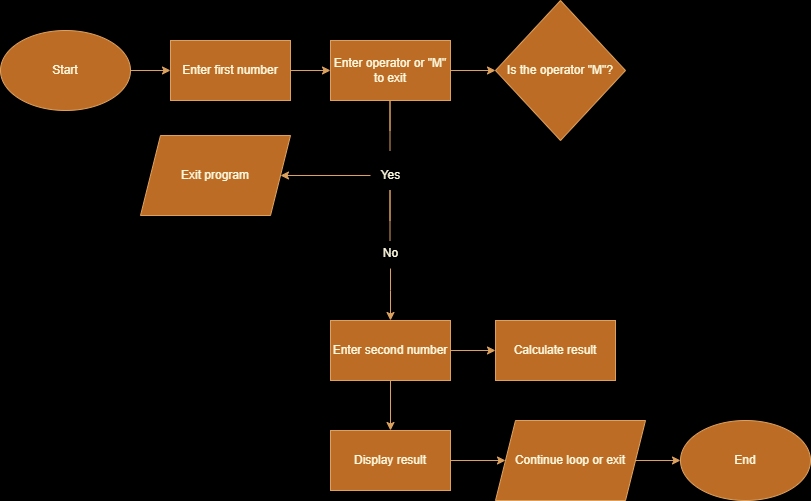 Start
Enter first number
Enter operator or "M"
to exit
Is the operator "M"?
Exit program
Yes
No
Enter second number
Calculate result
Display result
Continue loop or exit
End